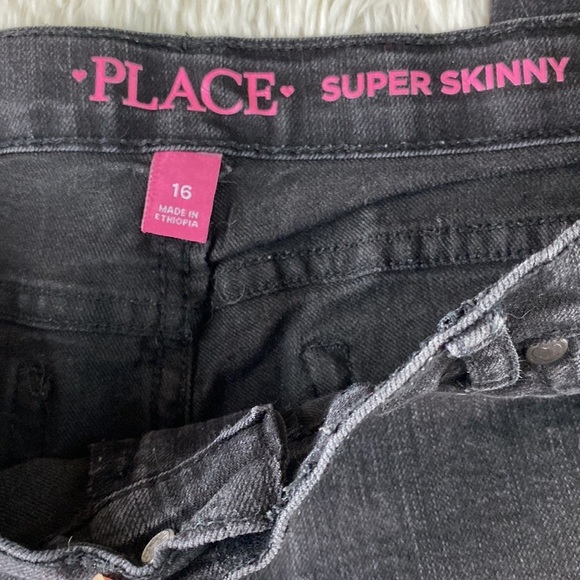 PLACE
SUPER SKINNY
16
MADE IN
ETHIOPIA